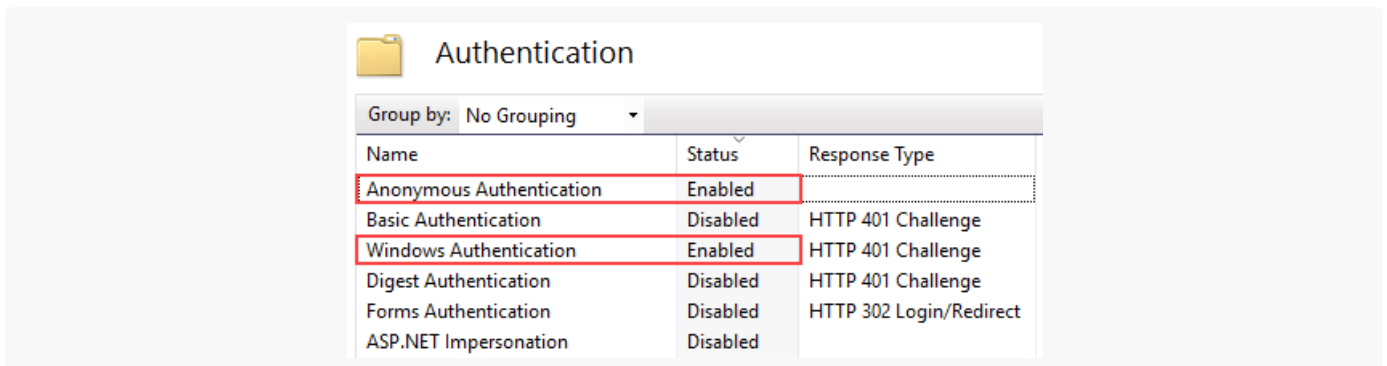 Authentication
Group by: No Grouping
Name Status Response Type
Anonymous Authentication Enabled
Basic Authentication Disabled HTTP 401 Challenge
Windows Authentication Enabled HTTP 401 Challenge
Digest Authentication Disabled HTTP 401 Challenge
Forms Authentication Disabled HTTP 302 Login/Redirect
ASP.NET Impersonation Disabled